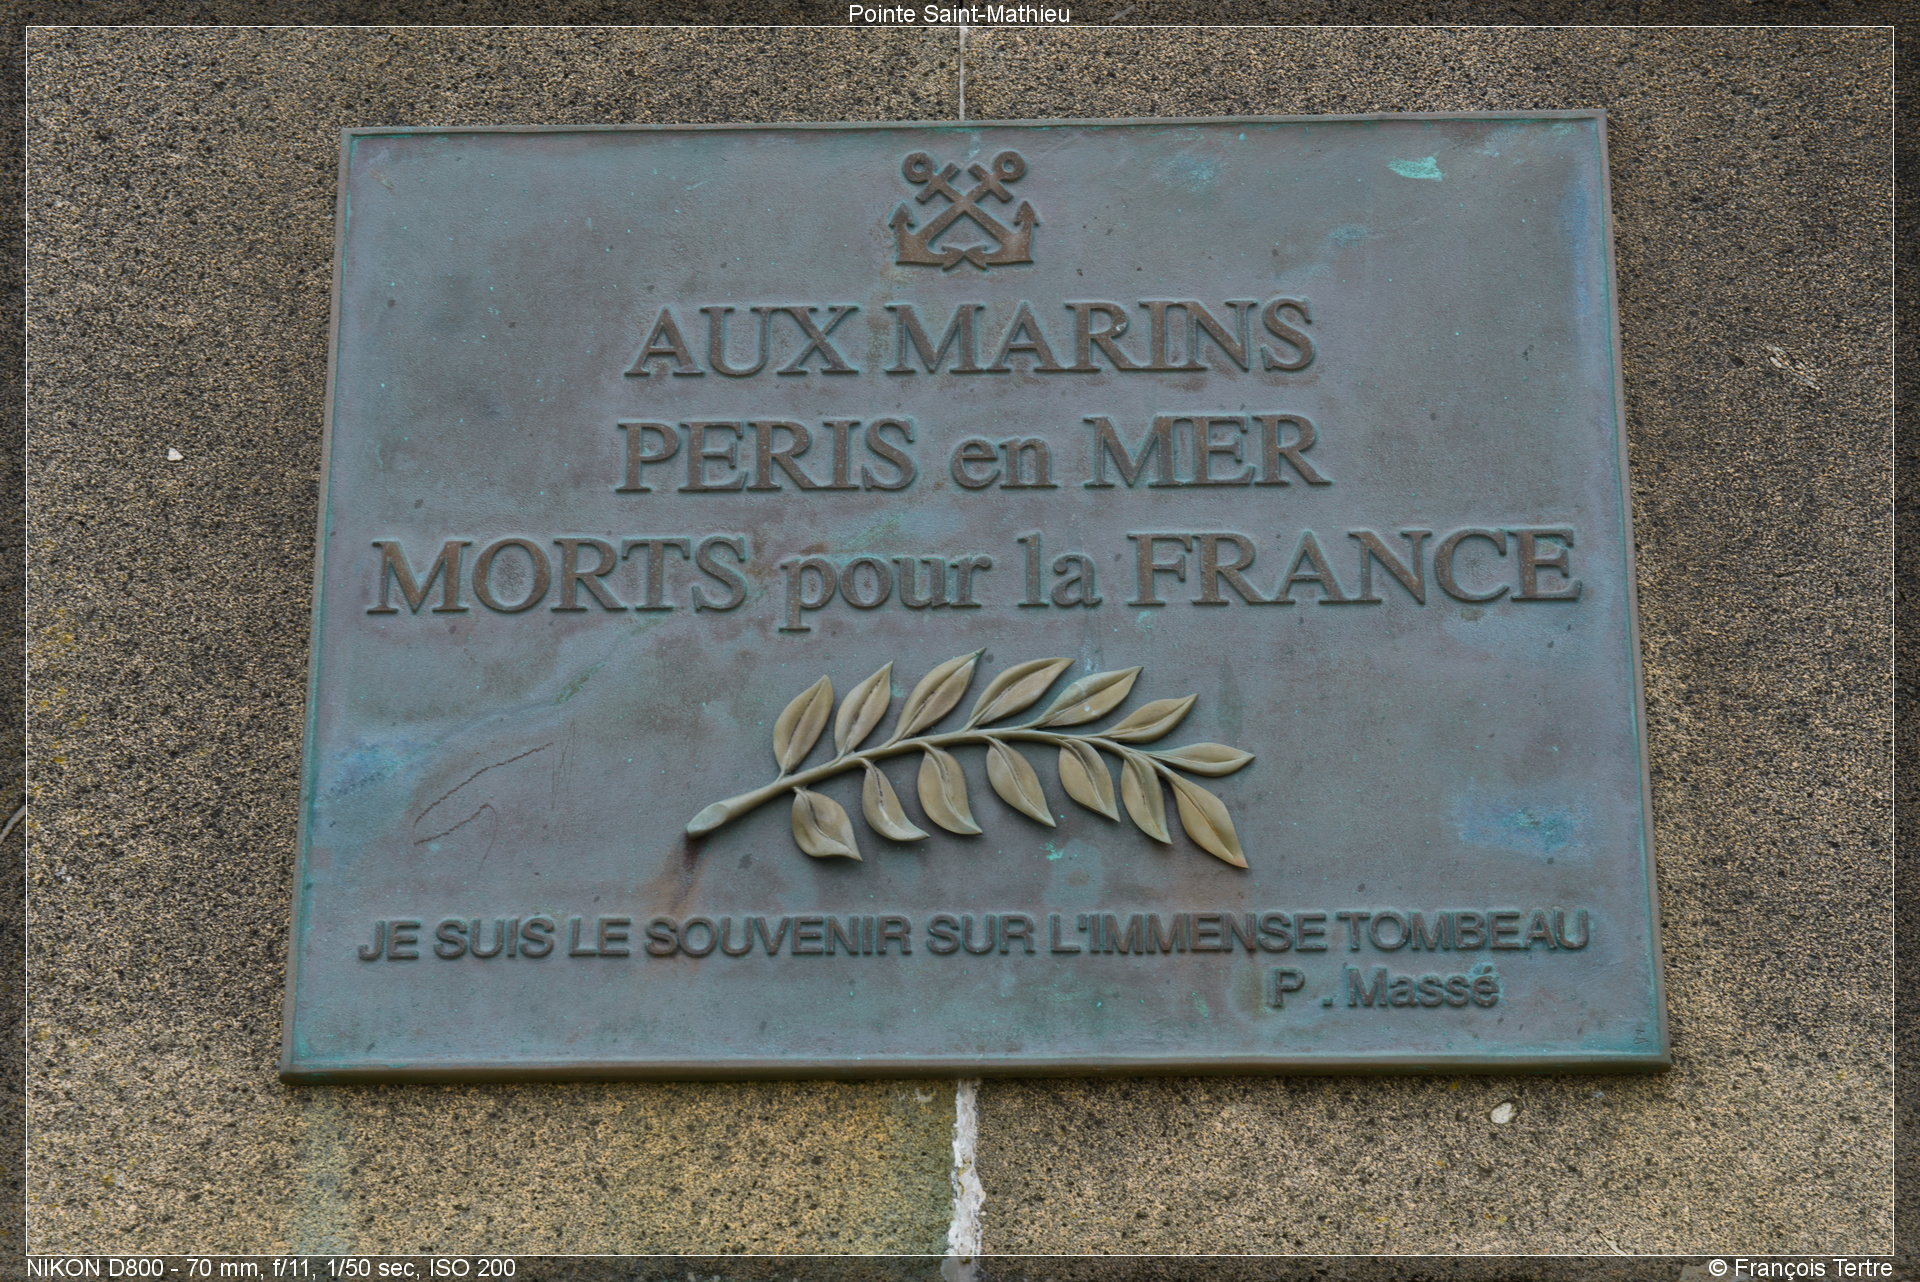 Pointe Saint-Mathieu
AUX MARINS
PERIS en MER
MORTS pour la FRANCE
JE SUIS LE SOUVENIR SUR L'IMMENSE TOMBEAU
P . Massé
NIKON D800 - 70 mm, f/11, 1/50 sec, ISO 200
© François Tertre